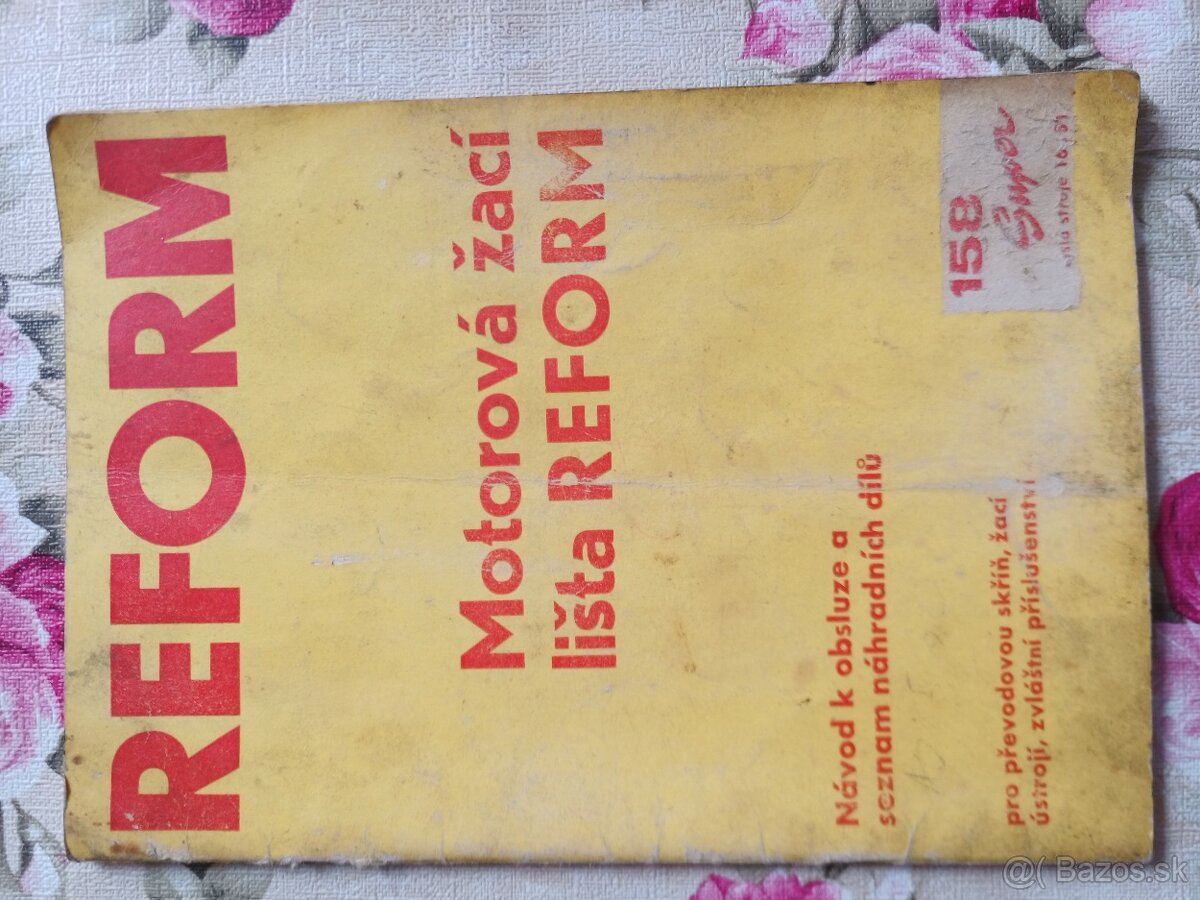 REFORM
Motorová žací
lišta REFORM
158
Super
Návod k obsluze a
seznam náhradních dílů
pro převodovou skříň, žací
ústrojí, zvláštní příslušenství
@( Bazos.sk